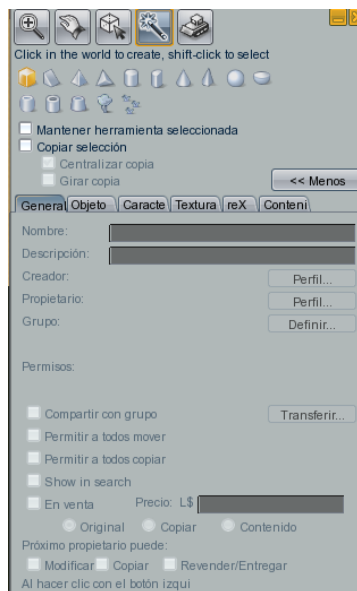 Click in the world to create, shift-click to select
Mantener herramienta seleccionada
Copiar selección
Centralizar copia
Girar copia
<< Menos
General Objeto Caracte Textura reX Conteni
Nombre:
Descripción:
Creador: Perfil...
Propietario: Perfil...
Grupo: Definir...
Permisos:
Compartir con grupo Transferir...
Permitir a todos mover
Permitir a todos copiar
Show in search
En venta Precio: L$
Original Copiar Contenido
Próximo propietario puede:
Modificar Copiar Revender/Entregar
Al hacer clic con el botón izqui